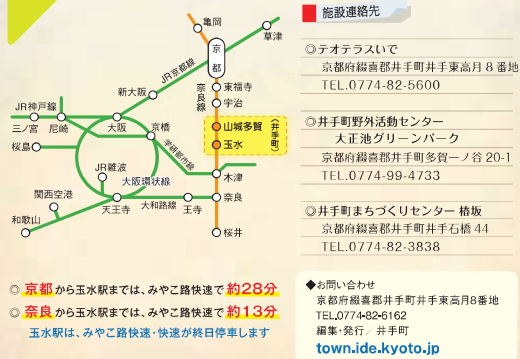 亀岡
草津
京都
JR京都線
新大阪
奈良線
東福寺
宇治
JR神戸線
三ノ宮
尼崎
大阪
京橋
山城多賀
玉水
(井手町)
桜島
学研都市線
JR難波
大阪環状線
木津
関西空港
天王寺
大和路線
王寺
奈良
和歌山
桜井
◎京都から玉水駅までは、みやこ路快速で約28分
◎奈良から玉水駅までは、みやこ路快速で約13分
玉水駅は、みやこ路快速・快速が終日停車します
施設連絡先
◎テオテラスいで
京都府綴喜郡井手町井手東高月8番地
TEL.0774-82-5600
◎井手町野外活動センター
大正池グリーンパーク
京都府綴喜郡井手町多賀一ノ谷20-1
TEL.0774-99-4733
◎井手町まちづくりセンター 椿坂
京都府綴喜郡井手町井手石橋44
TEL.0774-82-3838
◆お問い合わせ
京都府綴喜郡井手町井手東高月8番地
TEL.0774-82-6162
編集・発行/井手町
town.ide.kyoto.jp